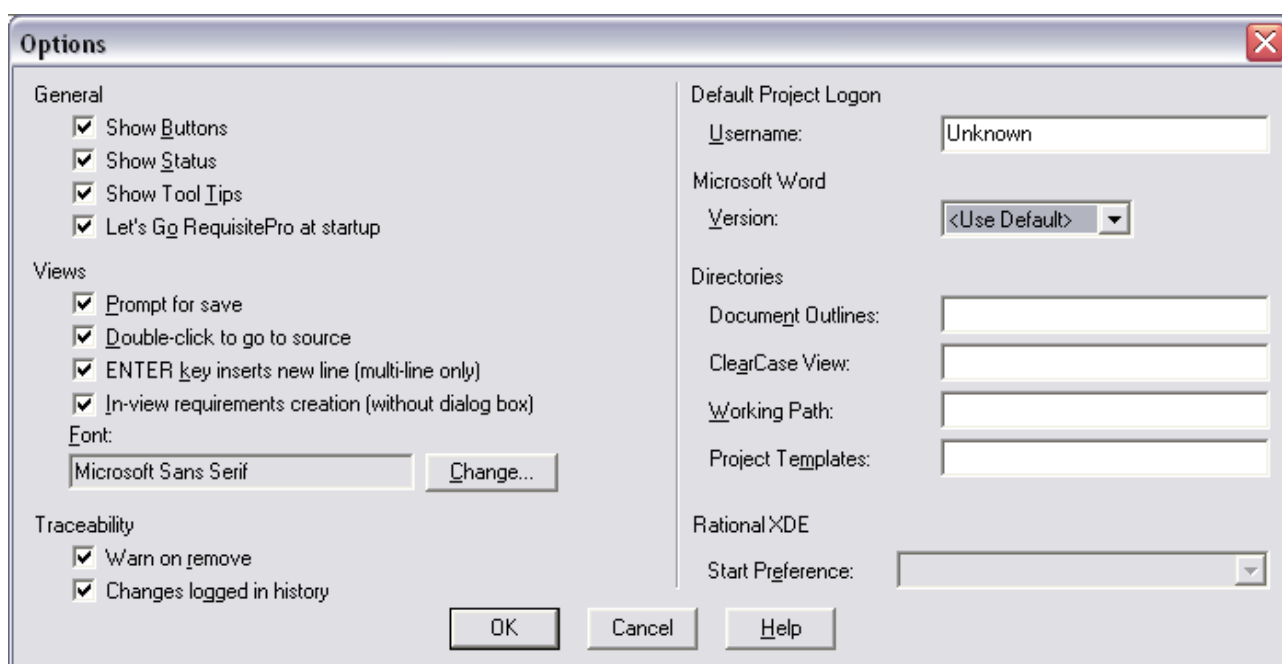 Options
General
Show Buttons
Show Status
Show Tool Tips
Let's Go RequisitePro at startup
Views
Prompt for save
Double-click to go to source
ENTER key inserts new line (multi-line only)
In-view requirements creation (without dialog box)
Font:
Microsoft Sans Serif
Change...
Traceability
Warn on remove
Changes logged in history
Default Project Logon
Username: Unknown
Microsoft Word
Version: <Use Default>
Directories
Document Outlines:
ClearCase View:
Working Path:
Project Templates:
Rational XDE
Start Preference:
OK Cancel Help